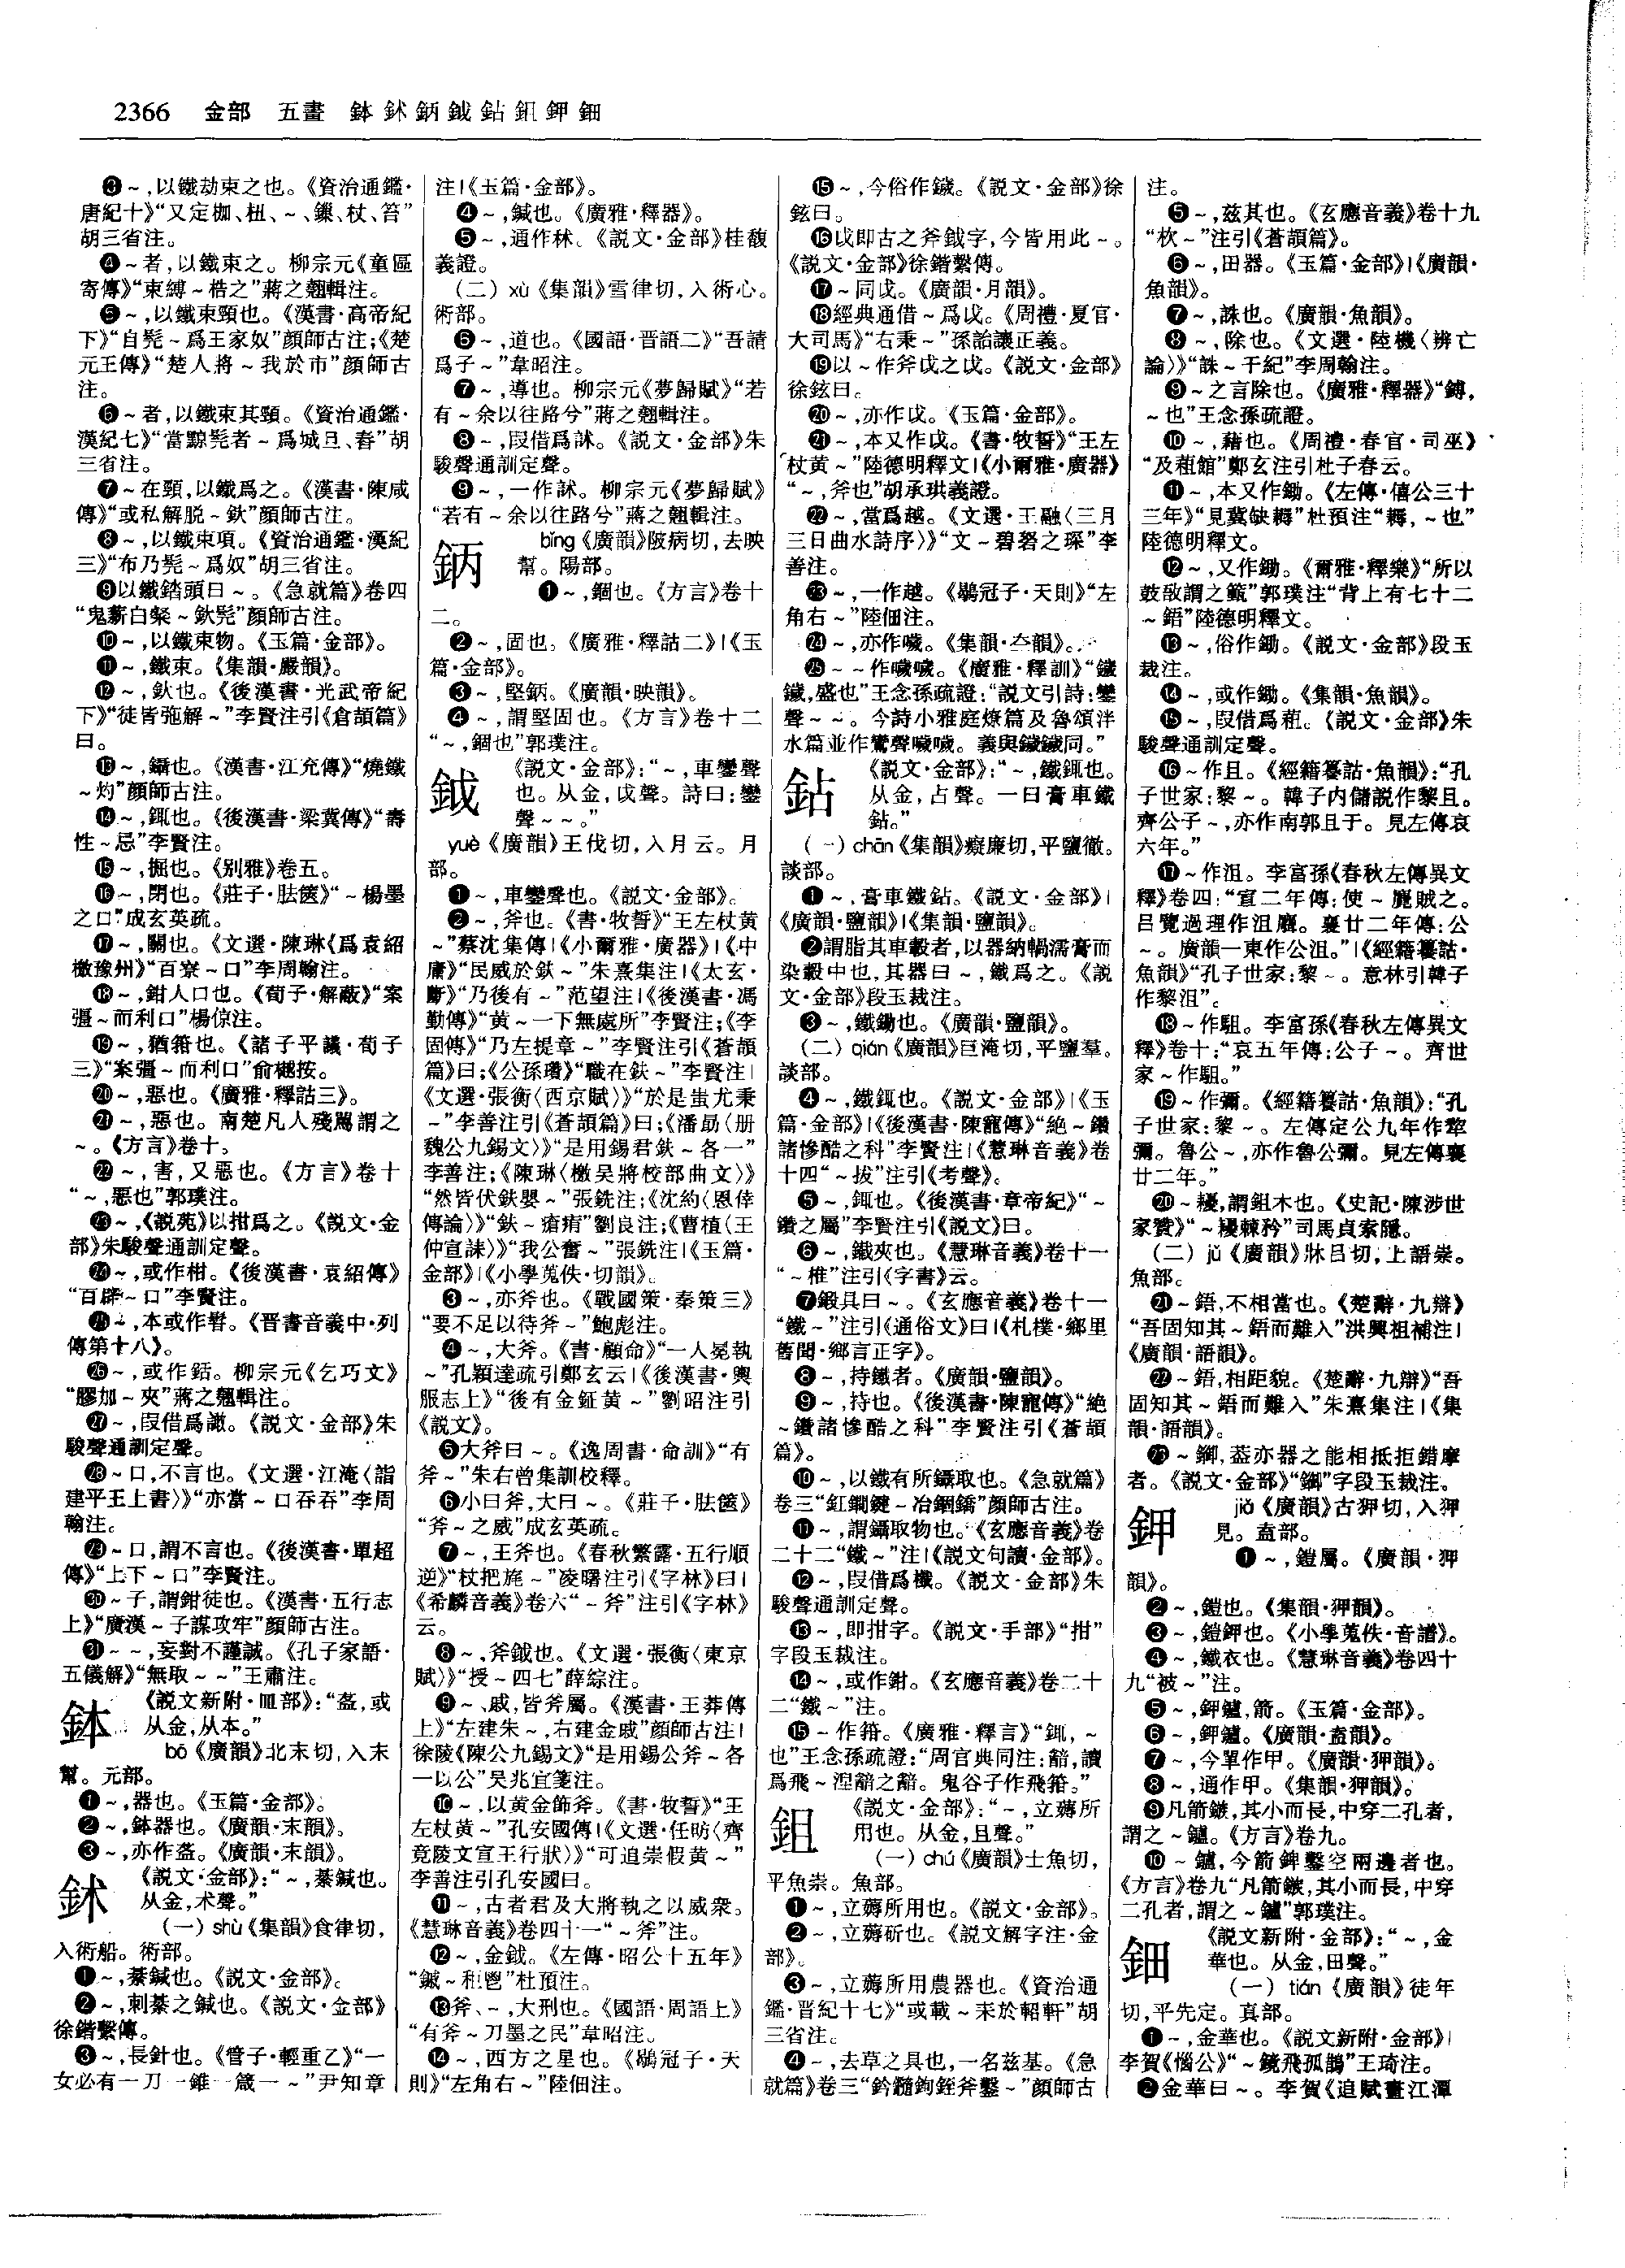 2366 金部 五畫 鉢 鉥 鈵 鉞 鉆 鉏 鉀 鈿
❸～,以鐵劫束之也。《資治通鑑·
唐紀十》“又定枷、杻、～、鏁、杖、笞”
胡三省注。
❹～者,以鐵束之。柳宗元《童區
寄傳》“束縛～梏之”蔣之翹輯注。
❺～,以鐵束頸也。《漢書·高帝紀
下》“自髡～爲王家奴”顔師古注;《楚
元王傳》“楚人將～我於市”顔師古
注。
❻～者,以鐵束其頸。《資治通鑑·
漢紀七》“當黥髡者～爲城旦、舂”胡
三省注。
❼～在頸,以鐵爲之。《漢書·陳咸
傳》“或私解脱～釱”顔師古注。
❽～,以鐵束項。《資治通鑑·漢紀
三》“布乃髡～爲奴”胡三省注。
❾以鐵錔頭曰～。《急就篇》卷四
“鬼薪白粲～釱髡”顔師古注。
❿～,以鐵束物。《玉篇·金部》。
⓫～,鐵束。《集韻·嚴韻》。
⓬～,釱也。《後漢書·光武帝紀
下》“徒皆弛解～”李賢注引《倉頡篇》
曰。
⓭～,鑷也。《漢書·江充傳》“燒鐵
～灼”顔師古注。
⓮～,鉔也。《後漢書·梁冀傳》“壽
性～忌”李賢注。
⓯～,掘也。《别雅》卷五。
⓰～,閉也。《莊子·胠篋》“～楊墨
之口”成玄英疏。
⓱～,關也。《文選·陳琳〈爲袁紹
檄豫州》“百寮～口”李周翰注。
⓲～,鉗人口也。《荀子·解蔽》“案
彊～而利口”楊倞注。
⓳～,猶箝也。《諸子平議·荀子
三》“案彊～而利口”俞樾按。
⓴～,惡也。《廣雅·釋詁三》。
㉑～,惡也。南楚凡人殘駡謂之
～。《方言》卷十。
㉒～,害,又惡也。《方言》卷十
“～,惡也”郭璞注。
㉓～,《説苑》以拑爲之。《説文·金
部》朱駿聲通訓定聲。
㉔～,或作柑。《後漢書·袁紹傳》
“百辟～口”李賢注。
㉕～,本或作㗜。《晋書音義中·列
傳第十八》。
㉖～,或作銛。柳宗元《乞巧文》
“膠加～夾”蔣之翹輯注。
㉗～,叚借爲譀。《説文·金部》朱
駿聲通訓定聲。
㉘～口,不言也。《文選·江淹〈詣
建平王上書〉》“亦當～口吞舌”李周
翰注。
㉙～口,謂不言也。《後漢書·單超
傳》“上下～口”李賢注。
㉚～子,謂鉗徒也。《漢書·五行志
上》“廣漢～子謀攻牢”顔師古注。
㉛～～,妄對不謹誠。《孔子家語·
五儀解》“無取～～”王肅注。
鉢 《説文新附·皿部》:“盋,或
从金,从本。”
bō《廣韻》北末切,入末
幫。元部。
❶～,器也。《玉篇·金部》。
❷～,鉢器也。《廣韻·末韻》。
❸～,亦作盋。《廣韻·末韻》。
鉥 《説文·金部》:“～,綦鍼也。
从金,朮聲。”
(一)shù《集韻》食律切,
入術船。術部。
❶～,綦鍼也。《説文·金部》。
❷～,刺綦之鍼也。《説文·金部》
徐鍇繫傳。
❸～,長針也。《管子·輕重乙》“一
女必有一刀一錐一箴一～”尹知章
注|《玉篇·金部》。
❹～,鍼也。《廣雅·釋器》。
❺～,通作秫。《説文·金部》桂馥
義證。
(二)xù《集韻》雪律切,入術心。
術部。
❻～,道也。《國語·晋語二》“吾請
爲子～”韋昭注。
❼～,導也。柳宗元《夢歸賦》“若
有～余以往路兮”蔣之翹輯注。
❽～,叚借爲訹。《説文·金部》朱
駿聲通訓定聲。
❾～,一作訹。柳宗元《夢歸賦》
“若有～余以往路兮”蔣之翹輯注。
鈵 bǐng《廣韻》陂病切,去映
幫。陽部。
❶～,錮也。《方言》卷十
二。
❷～,固也。《廣雅·釋詁二》|《玉
篇·金部》。
❸～,堅鈵。《廣韻·映韻》。
❹～,謂堅固也。《方言》卷十二
“～,錮也”郭璞注。
鉞 《説文·金部》:“～,車鑾聲
也。从金,戉聲。詩曰:鑾
聲～～。”
yuè《廣韻》王伐切,入月云。月
部。
❶～,車鑾聲也。《説文·金部》。
❷～,斧也。《書·牧誓》“王左杖黄
～”蔡沈集傳|《小爾雅·廣器》|《中
庸》“民威於鈇～”朱熹集注|《太玄·
斷》“乃後有～”范望注|《後漢書·馮
勤傳》“黄～一下無處所”李賢注;《李
固傳》“乃左提章～”李賢注引《蒼頡
篇》曰;《公孫瓚》“職在鈇～”李賢注|
《文選·張衡〈西京賦〉》“於是蚩尤秉
～”李善注引《蒼頡篇》曰;《潘勗〈册
魏公九錫文〉》“是用錫君鈇～各一”
李善注;《陳琳〈檄吴將校部曲文〉》
“然皆伏鈇嬰～”張銑注;《沈約〈恩倖
傳論〉》“鈇～瘡痏”劉良注;《曹植〈王
仲宣誄〉》“我公奮～”張銑注|《玉篇·
金部》|《小學蒐佚·切韻》。
❸～,亦斧也。《戰國策·秦策三》
“要不足以待斧～”鮑彪注。
❹～,大斧。《書·顧命》“一人冕執
～”孔穎達疏引鄭玄云|《後漢書·輿
服志上》“後有金鉦黄～”劉昭注引
《説文》。
❺大斧曰～。《逸周書·命訓》“有
斧～”朱右曾集訓校釋。
❻小曰斧,大曰～。《莊子·胠篋》
“斧～之威”成玄英疏。
❼～,王斧也。《春秋繁露·五行順
逆》“杖把旄～”凌曙注引《字林》曰|
《希麟音義》卷六“～斧”注引《字林》
云。
❽～,斧鉞也。《文選·張衡〈東京
賦〉》“授～四七”薛綜注。
❾～、戚,皆斧屬。《漢書·王莽傳
上》“左建朱～,右建金戚”顔師古注|
徐陵《陳公九錫文》“是用錫公斧～各
一以公”吴兆宜箋注。
❿～,以黄金飾斧。《書·牧誓》“王
左杖黄～”孔安國傳|《文選·任昉〈齊
竟陵文宣王行狀〉》“可追崇假黄～”
李善注引孔安國曰。
⓫～,古者君及大將執之以威衆。
《慧琳音義》卷四十一“～斧”注。
⓬～,金鉞。《左傳·昭公十五年》
“鏚～秬鬯”杜預注。
⓭斧、～,大刑也。《國語·周語上》
“有斧～刀墨之民”韋昭注。
⓮～,西方之星也。《鶡冠子·天
則》“左角右～”陸佃注。
⓯～,今俗作鐬。《説文·金部》徐
鉉曰。
⓰戉即古之斧鉞字,今皆用此～。
《説文·金部》徐鍇繫傳。
⓱～同戉。《廣韻·月韻》。
⓲經典通借～爲戉。《周禮·夏官·
大司馬》“右秉～”孫詒讓正義。
⓳以～作斧戉之戉。《説文·金部》
徐鉉曰。
⓴～,亦作戉。《玉篇·金部》。
㉑～,本又作戉。《書·牧誓》“王左
杖黄～”陸德明釋文|《小爾雅·廣器》
“～,斧也”胡承珙義證。
㉒～,當爲越。《文選·王融〈三月
三日曲水詩序〉》“文～碧砮之琛”李
善注。
㉓～,一作越。《鶡冠子·天則》“左
角右～”陸佃注。
㉔～,亦作噦。《集韻·夳韻》。
㉕～～作噦噦。《廣雅·釋訓》“鐬
鐬,盛也”王念孫疏證:“説文引詩:鑾
聲～～。今詩小雅庭燎篇及魯頌泮
水篇並作鸞聲噦噦。義與鐬鐬同。”
鉆 《説文·金部》:“～,鐵鉔也。
从金,占聲。一曰膏車鐵
鉆。”
(一)chān《集韻》癡廉切,平鹽徹。
談部。
❶～,膏車鐵鉆。《説文·金部》|
《廣韻·鹽韻》|《集韻·鹽韻》。
❷謂脂其車轂者,以器納輠濡膏而
染轂中也,其器曰～,鐵爲之。《説
文·金部》段玉裁注。
❸～,鐵鋤也。《廣韻·鹽韻》。
(二)qián《廣韻》巨淹切,平鹽羣。
談部。
❹～,鐵鉔也。《説文·金部》|《玉
篇·金部》|《後漢書·陳寵傳》“絶～鑽
諸慘酷之科”李賢注|《慧琳音義》卷
十四“～拔”注引《考聲》。
❺～,鉔也。《後漢書·章帝紀》“～
鑽之屬”李賢注引《説文》曰。
❻～,鐵夾也。《慧琳音義》卷十一
“～椎”注引《字書》云。
❼鍛具曰～。《玄應音義》卷十一
“鐵～”注引《通俗文》曰|《札樸·鄉里
舊聞·鄉言正字》。
❽～,持鐵者。《廣韻·鹽韻》。
❾～,持也。《後漢書·陳寵傳》“絶
～鑽諸慘酷之科”李賢注引《蒼頡
篇》。
❿～,以鐵有所鑷取也。《急就篇》
卷三“釭鐧鍵～冶錮鐈”顔師古注。
⓫～,謂鑷取物也。《玄應音義》卷
二十二“鐵～”注|《説文句讀·金部》。
⓬～,叚借爲櫼。《説文·金部》朱
駿聲通訓定聲。
⓭～,即拑字。《説文·手部》“拑”
字段玉裁注。
⓮～,或作鉗。《玄應音義》卷二十
二“鐵～”注。
⓯～作箝。《廣雅·釋言》“鉔,～
也”王念孫疏證:“周官典同注:韽,讀
爲飛～涅韽之韽。鬼谷子作飛箝。”
鉏 《説文·金部》:“～,立薅所
用也。从金,且聲。”
(一)chú《廣韻》士魚切,
平魚崇。魚部。
❶～,立薅所用也。《説文·金部》。
❷～,立薅斫也。《説文解字注·金
部》。
❸～,立薅所用農器也。《資治通
鑑·晋紀十七》“或載～耒於軺軒”胡
三省注。
❹～,去草之具也,一名兹基。《急
就篇》卷三“鈐䥯鉤銍斧鑿～”顔師古
注。
❺～,兹其也。《玄應音義》卷十九
“杴～”注引《蒼頡篇》。
❻～,田器。《玉篇·金部》|《廣韻·
魚韻》。
❼～,誅也。《廣韻·魚韻》。
❽～,除也。《文選·陸機〈辨亡
論〉》“誅～干紀”李周翰注。
❾～之言除也。《廣雅·釋器》“鎛,
～也”王念孫疏證。
❿～,藉也。《周禮·春官·司巫》
“及蒩館”鄭玄注引杜子春云。
⓫～,本又作鋤。《左傳·僖公三十
三年》“見冀缺耨”杜預注“耨,～也”
陸德明釋文。
⓬～,又作鋤。《爾雅·釋樂》“所以
鼓敔謂之籈”郭璞注“背上有七十二
～鋙”陸德明釋文。
⓭～,俗作鋤。《説文·金部》段玉
裁注。
⓮～,或作鋤。《集韻·魚韻》。
⓯～,叚借爲蒩。《説文·金部》朱
駿聲通訓定聲。
⓰～作且。《經籍籑詁·魚韻》:“孔
子世家:黎～。韓子内儲説作黎且。
齊公子～,亦作南郭且于。見左傳哀
六年。”
⓱～作沮。李富孫《春秋左傳異文
釋》卷四:“宣二年傳:使～麑賊之。
吕覽過理作沮麛。襄廿二年傳:公
～。廣韻一東作公沮。”|《經籍籑詁·
魚韻》“孔子世家:黎～。意林引韓子
作黎沮”。
⓲～作駔。李富孫《春秋左傳異文
釋》卷十:“哀五年傳:公子～。齊世
家～作駔。”
⓳～作彌。《經籍籑詁·魚韻》:“孔
子世家:黎～。左傳定公九年作犂
彌。魯公～,亦作魯公彌。見左傳襄
廿二年。”
⓴～櫌,謂鉏木也。《史記·陳涉世
家贊》“～櫌棘矜”司馬貞索隱。
(二)jǔ《廣韻》牀吕切,上語崇。
魚部。
㉑～鋙,不相當也。《楚辭·九辯》
“吾固知其～鋙而難入”洪興祖補注|
《廣韻·語韻》。
㉒～鋙,相距貌。《楚辭·九辯》“吾
固知其～鋙而難入”朱熹集注|《集
韻·語韻》。
㉓～鋤,葢亦器之能相抵拒錯摩
者。《説文·金部》“鋤”字段玉裁注。
鉀 jiǎ《廣韻》古狎切,入狎
見。盍部。
❶～,鎧屬。《廣韻·狎
韻》。
❷～,鎧也。《集韻·狎韻》。
❸～,鎧鉀也。《小學蒐佚·音譜》。
❹～,鐵衣也。《慧琳音義》卷四十
九“被～”注。
❺～,鉀鑪,箭。《玉篇·金部》。
❻～,鉀鑪。《廣韻·盍韻》。
❼～,今單作甲。《廣韻·狎韻》。
❽～,通作甲。《集韻·狎韻》。
❾凡箭鏃,其小而長,中穿二孔者,
謂之～鑪。《方言》卷九。
❿～鑪,今箭錍鑿空兩邊者也。
《方言》卷九“凡箭鏃,其小而長,中穿
二孔者,謂之～鑪”郭璞注。
鈿 《説文新附·金部》:“～,金
華也。从金,田聲。”
(一)tián《廣韻》徒年
切,平先定。真部。
❶～,金華也。《説文新附·金部》|
李賀《惱公》“～鏡飛孤鵲”王琦注。
❷金華曰～。李賀《追賦畫江潭